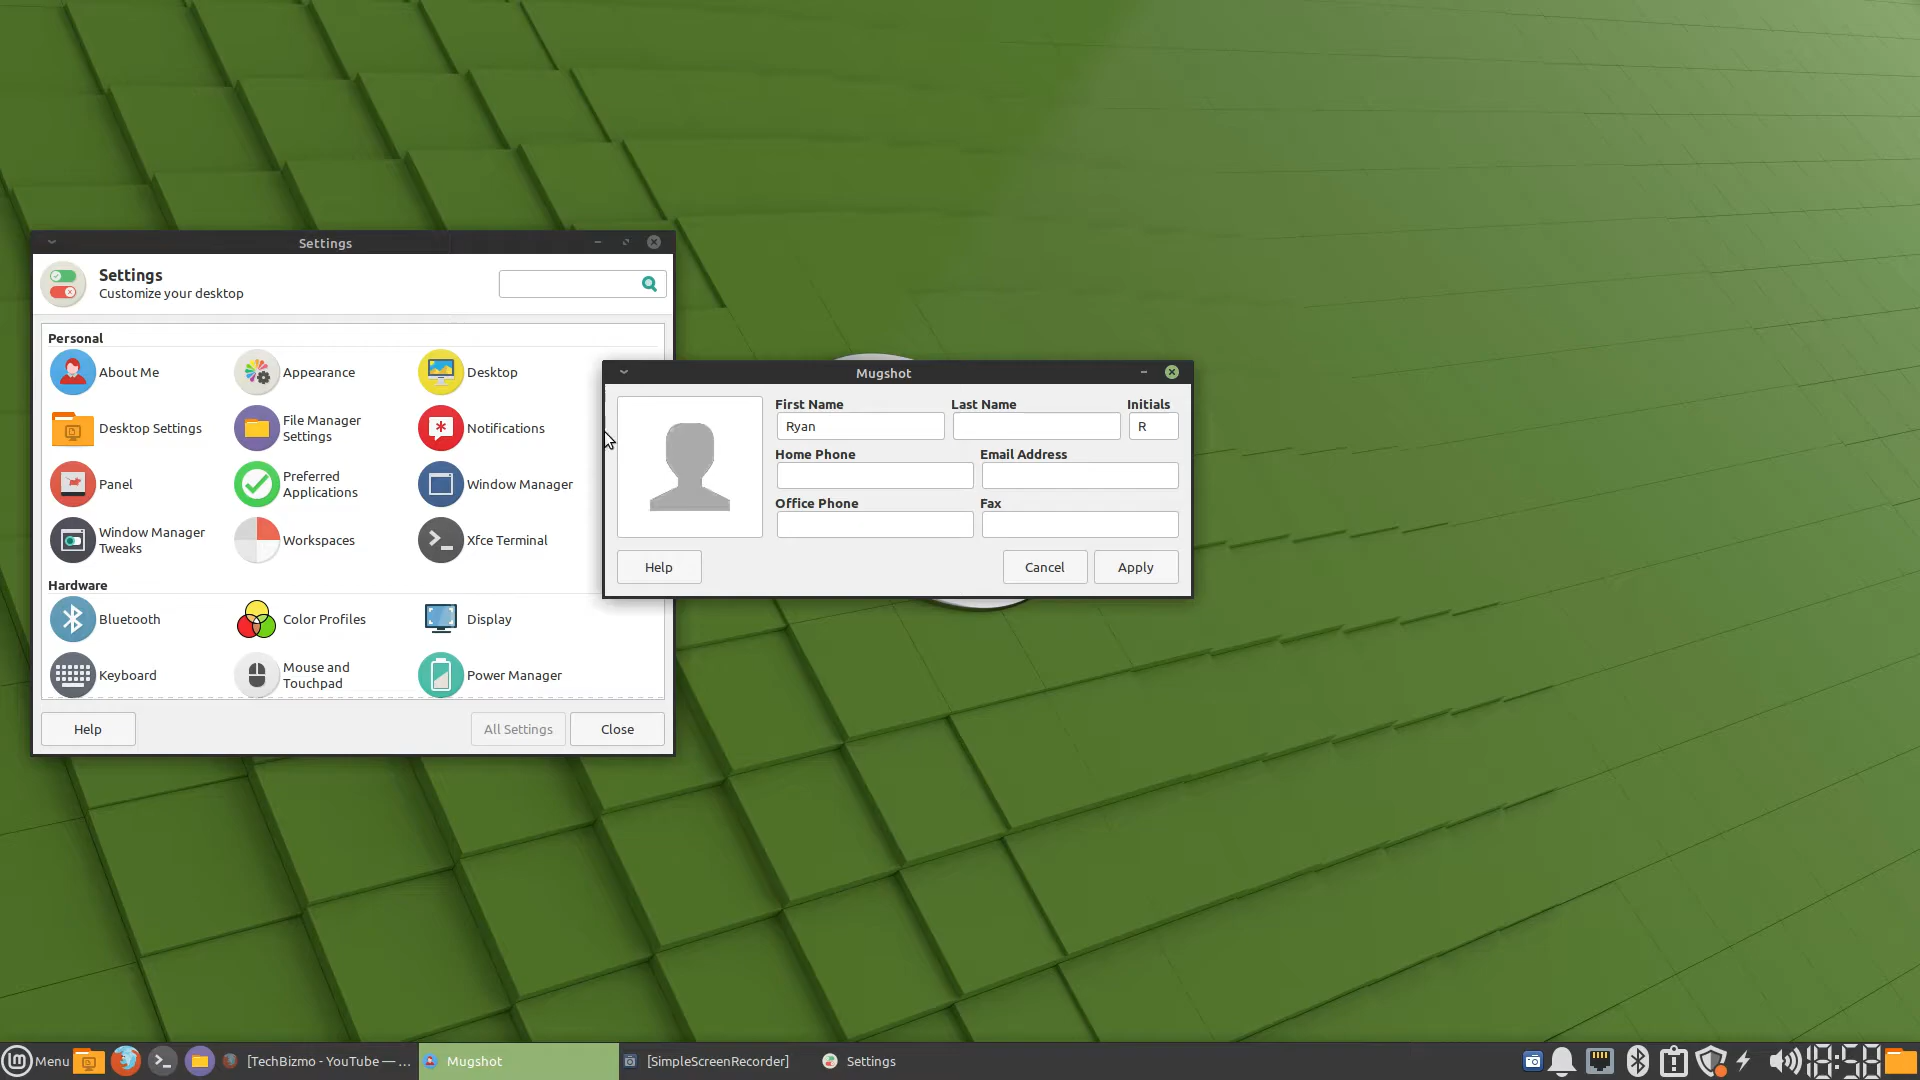 Settings
Settings
Customize your desktop
Personal
About Me
Appearance
Desktop
Desktop Settings
File Manager
Settings
Notifications
Panel
Preferred
Applications
Window Manager
Window Manager
Tweaks
Workspaces
Xfce Terminal
Hardware
Bluetooth
Color Profiles
Display
Keyboard
Mouse and
Touchpad
Power Manager
Help
All Settings
Close
Mugshot
First Name
Last Name
Initials
Ryan
R
Home Phone
Email Address
Office Phone
Fax
Help
Cancel
Apply
Menu
[TechBizmo - YouTube — ...
Mugshot
[SimpleScreenRecorder]
Settings
18:58